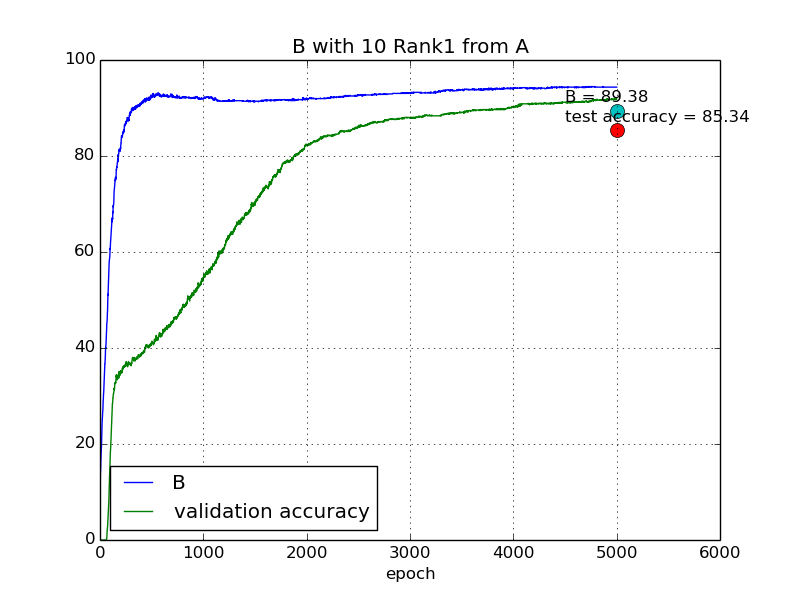 B with 10 Rank1 from A
100
80
60
40
20
0
B = 89.38
test accuracy = 85.34
B
validation accuracy
0 1000 2000 3000 4000 5000 6000
epoch